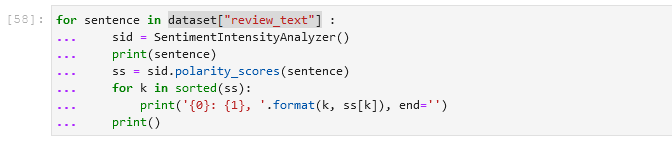 [58]: for sentence in dataset["review_text"] :
...     sid = SentimentIntensityAnalyzer()
...     print(sentence)
...     ss = sid.polarity_scores(sentence)
...     for k in sorted(ss):
...         print('{0}: {1}, '.format(k, ss[k]), end='')
...     print()